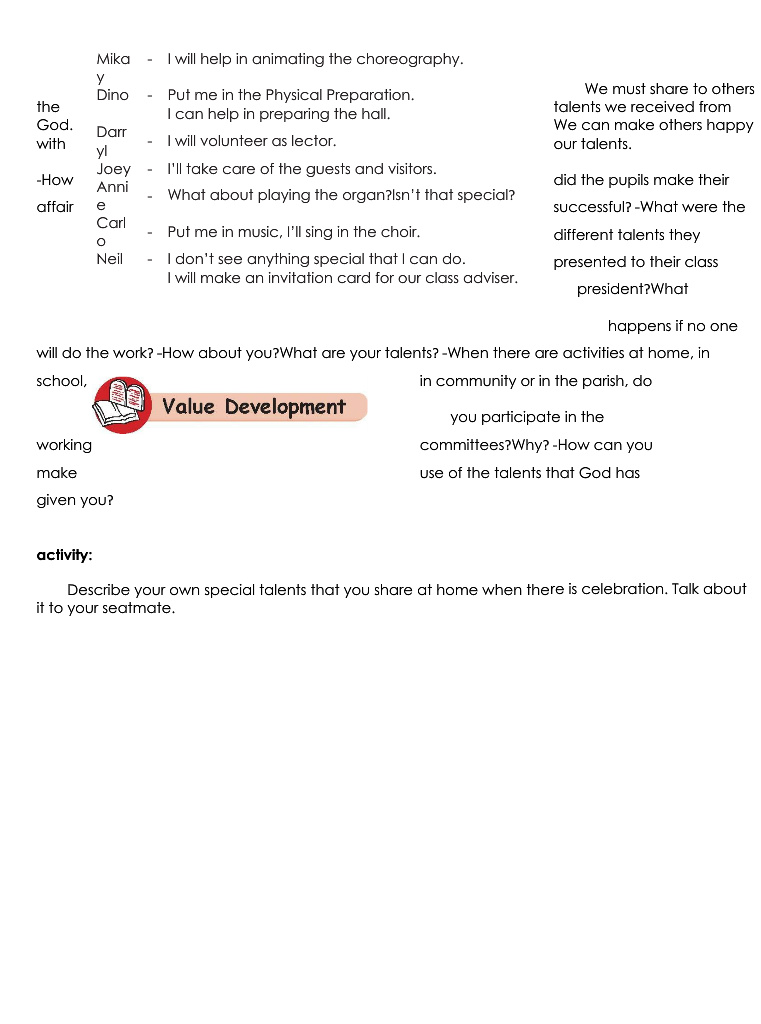 Mika
y - I will help in animating the choreography.
Dino - Put me in the Physical Preparation.
I can help in preparing the hall.
Darr
yl - I will volunteer as lector.
Joey - I'll take care of the guests and visitors.
Anni
e - What about playing the organ?Isn't that special?
Carl
o - Put me in music, I'll sing in the choir.
Neil - I don't see anything special that I can do.
I will make an invitation card for our class adviser.
We must share to others
the talents we received from
God. We can make others happy
with our talents.
-How did the pupils make their
affair successful? -What were the
different talents they
presented to their class
president?What
happens if no one
will do the work? -How about you?What are your talents? -When there are activities at home, in
school, in community or in the parish, do
Value Development
you participate in the
working committees?Why? -How can you
make use of the talents that God has
given you?
activity:
Describe your own special talents that you share at home when there is celebration. Talk about
it to your seatmate.